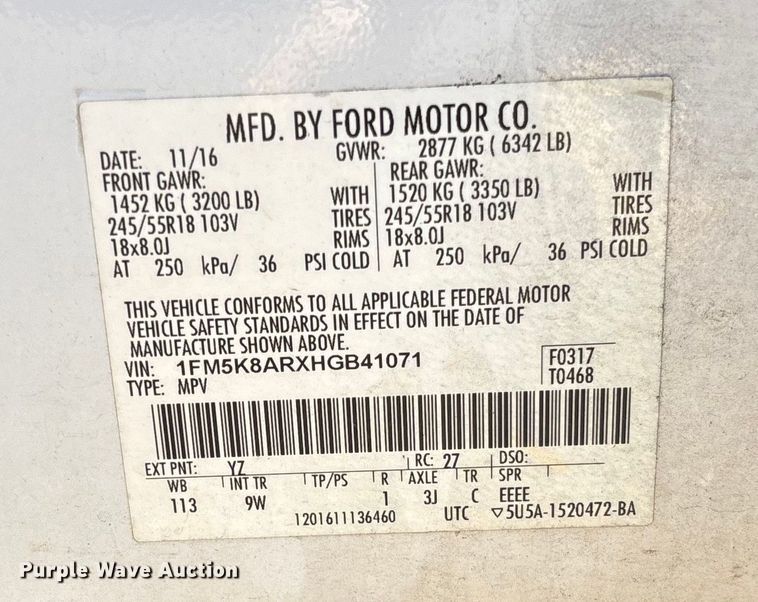 MFD. BY FORD MOTOR CO.
DATE: 11/16 GVWR: 2877 KG ( 6342 LB)
FRONT GAWR: REAR GAWR:
1452 KG ( 3200 LB) WITH 1520 KG ( 3350 LB) WITH
245/55R18 103V TIRES 245/55R18 103V TIRES
18x8.0J RIMS 18x8.0J RIMS
AT 250 kPa/ 36 PSI COLD AT 250 kPa/ 36 PSI COLD
THIS VEHICLE CONFORMS TO ALL APPLICABLE FEDERAL MOTOR
VEHICLE SAFETY STANDARDS IN EFFECT ON THE DATE OF
MANUFACTURE SHOWN ABOVE.
VIN: 1FM5K8ARXHGB41071 F0317
TYPE: MPV T0468
EXT PNT: YZ RC: 27 DSO:
WB INT TR TP/PS R AXLE TR SPR
113 9W 1 3J C EEEE
1201611136460 UTC ▽5U5A-1520472-BA
Purple Wave Auction